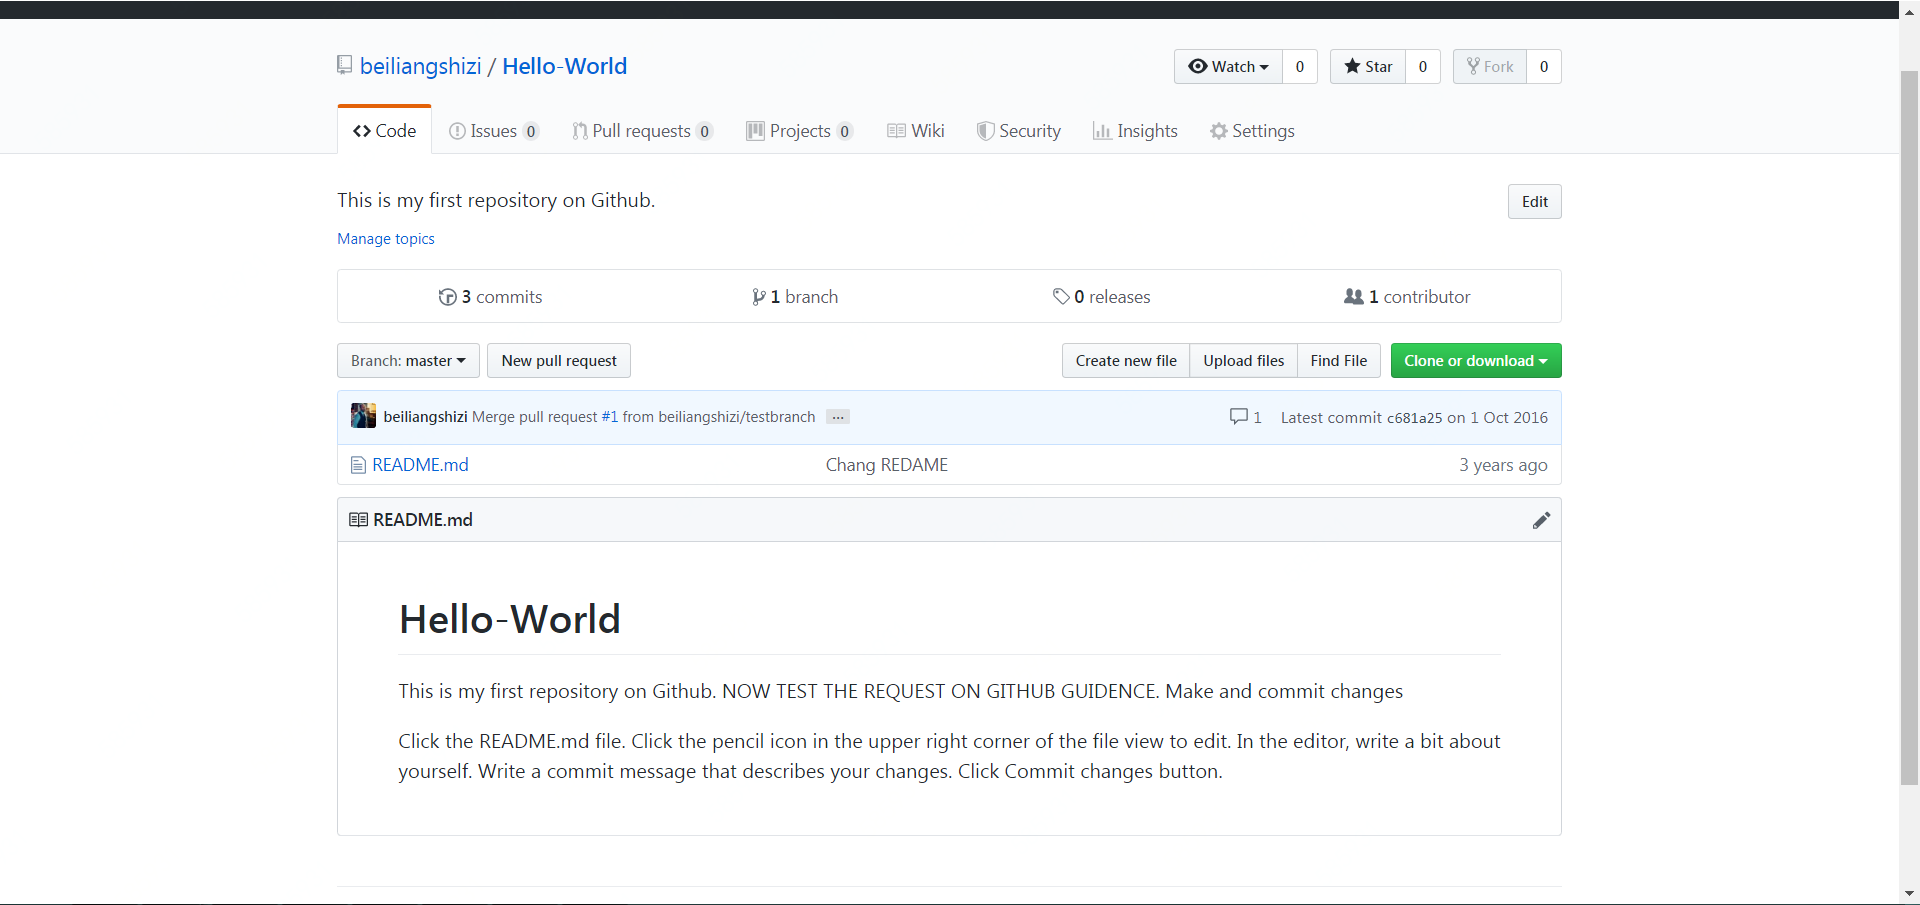 beiliangshizi / Hello-World
Watch 0 Star 0 Fork 0
Code Issues 0 Pull requests 0 Projects 0 Wiki Security Insights Settings
This is my first repository on Github.
Edit
Manage topics
3 commits 1 branch 0 releases 1 contributor
Branch: master New pull request Create new file Upload files Find File Clone or download
beiliangshizi Merge pull request #1 from beiliangshizi/testbranch ... 1 Latest commit c681a25 on 1 Oct 2016
README.md Chang REDAME 3 years ago
README.md
Hello-World
This is my first repository on Github. NOW TEST THE REQUEST ON GITHUB GUIDENCE. Make and commit changes
Click the README.md file. Click the pencil icon in the upper right corner of the file view to edit. In the editor, write a bit about
yourself. Write a commit message that describes your changes. Click Commit changes button.